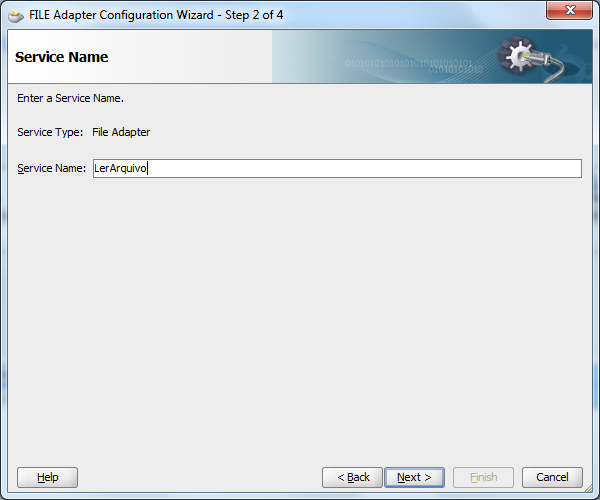 FILE Adapter Configuration Wizard - Step 2 of 4
Service Name
Enter a Service Name.
Service Type: File Adapter
Service Name: LerArquivo
Help < Back Next > Finish Cancel